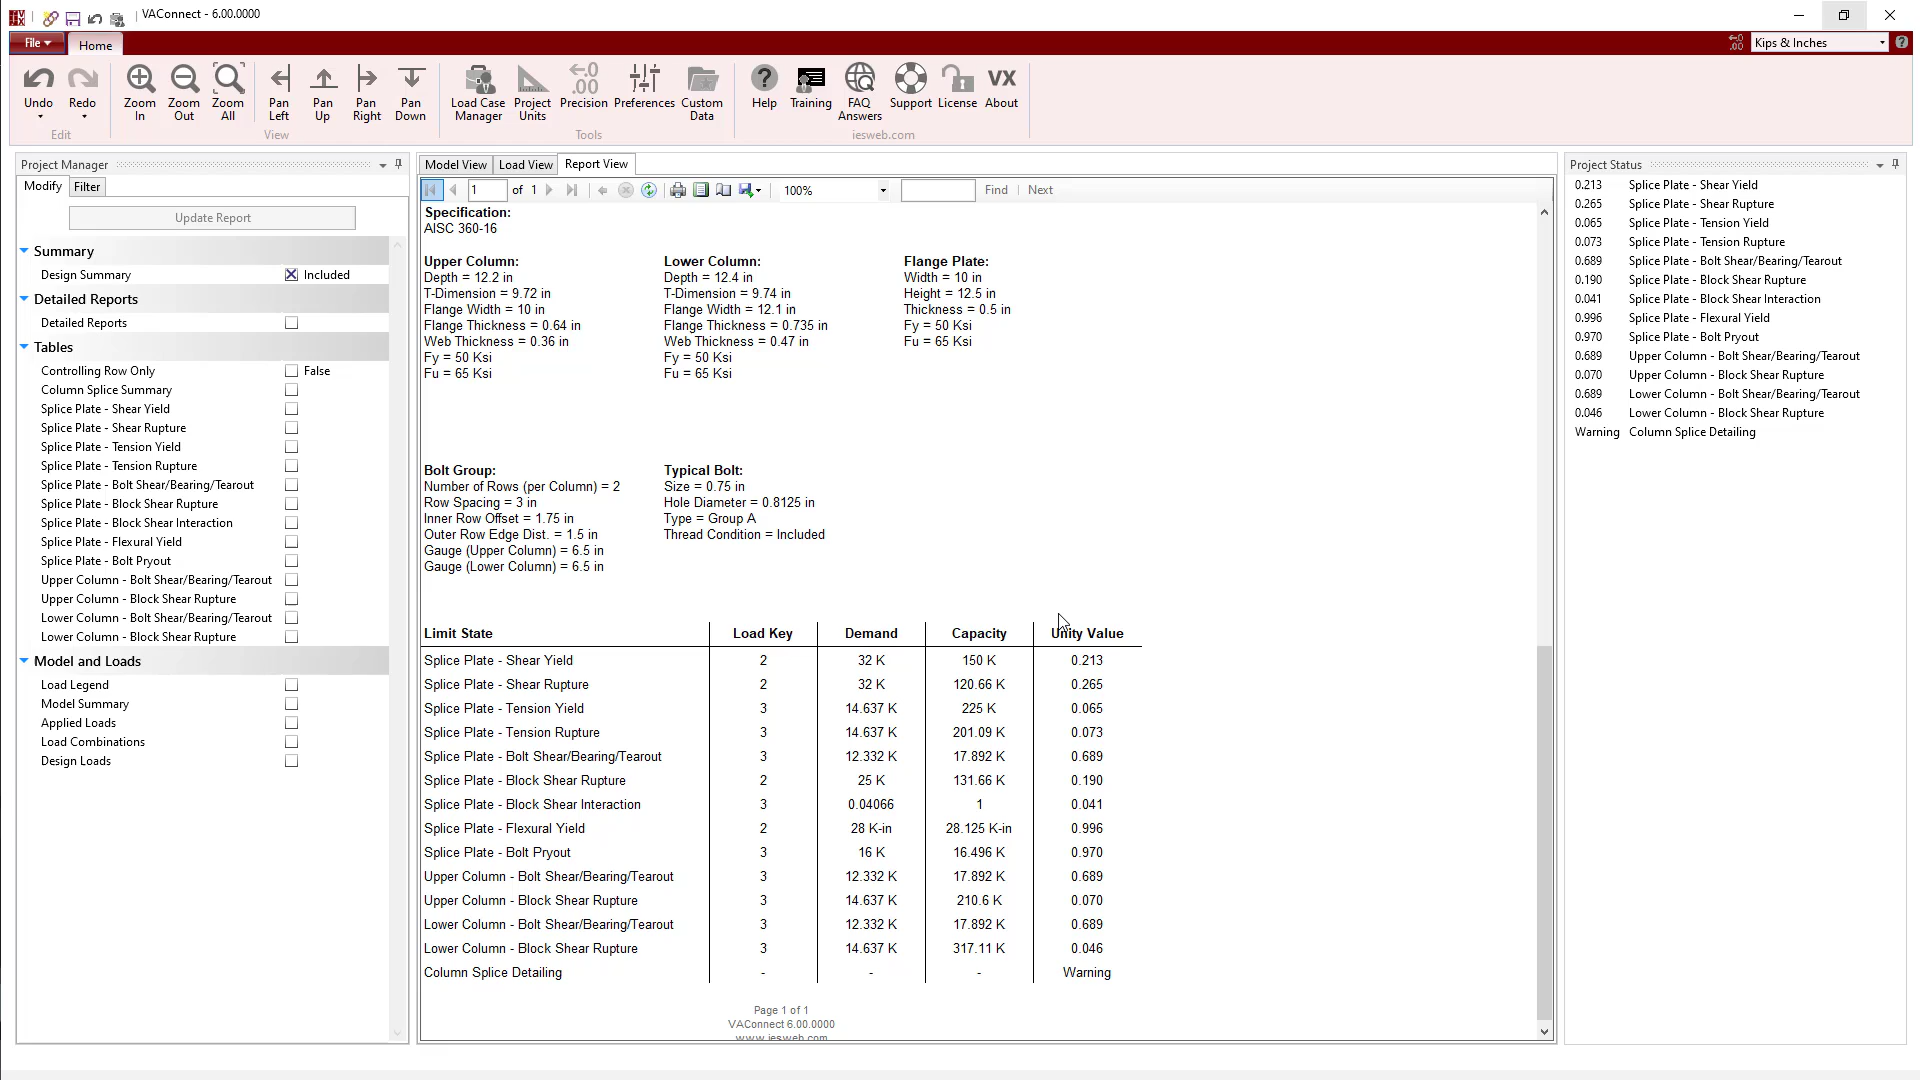 VAConnect - 6.00.0000
File
Home
Kips & Inches
Undo
Redo
Zoom In
Zoom Out
Zoom All
Pan Left
Pan Up
Pan Right
Pan Down
Load Case Manager
Project Units
Precision
Preferences
Custom Data
Help
Training
FAQ Answers
Support
License
About
Edit
View
Tools
iesweb.com
Project Manager
Modify
Filter
Update Report
Summary
Design Summary Included
Detailed Reports
Detailed Reports
Tables
Controlling Row Only False
Column Splice Summary
Splice Plate - Shear Yield
Splice Plate - Shear Rupture
Splice Plate - Tension Yield
Splice Plate - Tension Rupture
Splice Plate - Bolt Shear/Bearing/Tearout
Splice Plate - Block Shear Rupture
Splice Plate - Block Shear Interaction
Splice Plate - Flexural Yield
Splice Plate - Bolt Pryout
Upper Column - Bolt Shear/Bearing/Tearout
Upper Column - Block Shear Rupture
Lower Column - Bolt Shear/Bearing/Tearout
Lower Column - Block Shear Rupture
Model and Loads
Load Legend
Model Summary
Applied Loads
Load Combinations
Design Loads
Model View
Load View
Report View
1 of 1
100%
Find | Next
Specification:
AISC 360-16
Upper Column:
Depth = 12.2 in
T-Dimension = 9.72 in
Flange Width = 10 in
Flange Thickness = 0.64 in
Web Thickness = 0.36 in
Fy = 50 Ksi
Fu = 65 Ksi
Lower Column:
Depth = 12.4 in
T-Dimension = 9.74 in
Flange Width = 12.1 in
Flange Thickness = 0.735 in
Web Thickness = 0.47 in
Fy = 50 Ksi
Fu = 65 Ksi
Flange Plate:
Width = 10 in
Height = 12.5 in
Thickness = 0.5 in
Fy = 50 Ksi
Fu = 65 Ksi
Bolt Group:
Number of Rows (per Column) = 2
Row Spacing = 3 in
Inner Row Offset = 1.75 in
Outer Row Edge Dist. = 1.5 in
Gauge (Upper Column) = 6.5 in
Gauge (Lower Column) = 6.5 in
Typical Bolt:
Size = 0.75 in
Hole Diameter = 0.8125 in
Type = Group A
Thread Condition = Included
Limit State Load Key Demand Capacity Unity Value
Splice Plate - Shear Yield 2 32 K 150 K 0.213
Splice Plate - Shear Rupture 2 32 K 120.66 K 0.265
Splice Plate - Tension Yield 3 14.637 K 225 K 0.065
Splice Plate - Tension Rupture 3 14.637 K 201.09 K 0.073
Splice Plate - Bolt Shear/Bearing/Tearout 3 12.332 K 17.892 K 0.689
Splice Plate - Block Shear Rupture 2 25 K 131.66 K 0.190
Splice Plate - Block Shear Interaction 3 0.04066 1 0.041
Splice Plate - Flexural Yield 2 28 K-in 28.125 K-in 0.996
Splice Plate - Bolt Pryout 3 16 K 16.496 K 0.970
Upper Column - Bolt Shear/Bearing/Tearout 3 12.332 K 17.892 K 0.689
Upper Column - Block Shear Rupture 3 14.637 K 210.6 K 0.070
Lower Column - Bolt Shear/Bearing/Tearout 3 12.332 K 17.892 K 0.689
Lower Column - Block Shear Rupture 3 14.637 K 317.11 K 0.046
Column Splice Detailing - - - Warning
Page 1 of 1
VAConnect 6.00.0000
www.iesweb.com
Project Status
0.213 Splice Plate - Shear Yield
0.265 Splice Plate - Shear Rupture
0.065 Splice Plate - Tension Yield
0.073 Splice Plate - Tension Rupture
0.689 Splice Plate - Bolt Shear/Bearing/Tearout
0.190 Splice Plate - Block Shear Rupture
0.041 Splice Plate - Block Shear Interaction
0.996 Splice Plate - Flexural Yield
0.970 Splice Plate - Bolt Pryout
0.689 Upper Column - Bolt Shear/Bearing/Tearout
0.070 Upper Column - Block Shear Rupture
0.689 Lower Column - Bolt Shear/Bearing/Tearout
0.046 Lower Column - Block Shear Rupture
Warning Column Splice Detailing